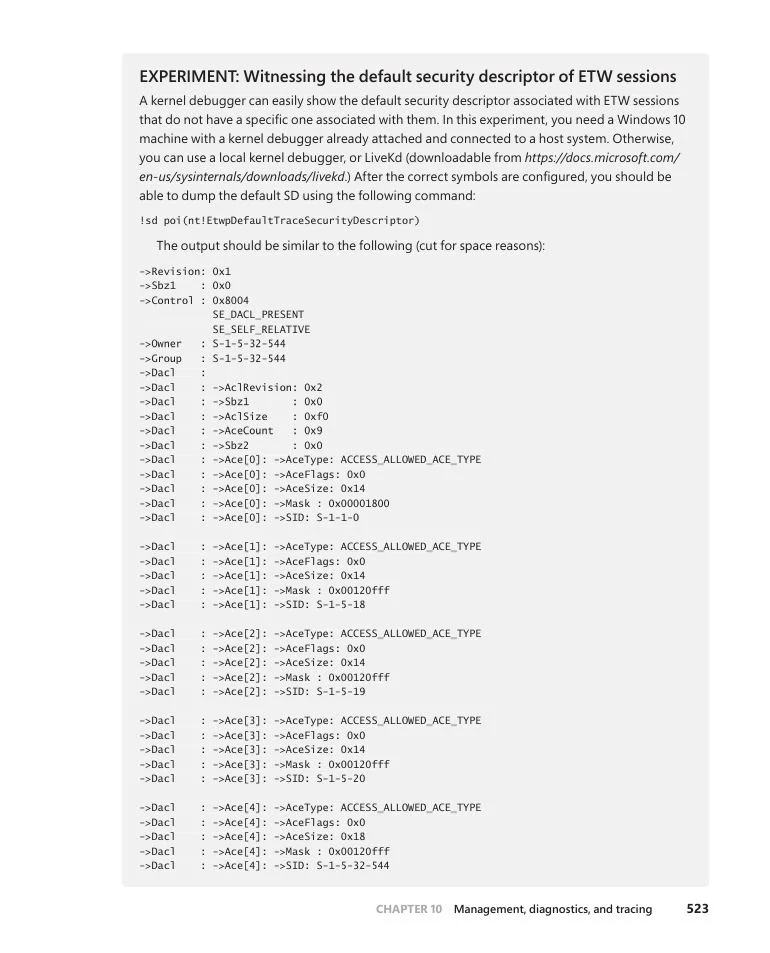 EXPERIMENT: Witnessing the default security descriptor of ETW sessions
A kernel debugger can easily show the default security descriptor associated with ETW sessions
that do not have a specific one associated with them. In this experiment, you need a Windows 10
machine with a kernel debugger already attached and connected to a host system. Otherwise,
you can use a local kernel debugger, or LiveKd (downloadable from https://docs.microsoft.com/
en-us/sysinternals/downloads/livekd.) After the correct symbols are configured, you should be
able to dump the default SD using the following command:
!sd poi(nt!EtwpDefaultTraceSecurityDescriptor)
The output should be similar to the following (cut for space reasons):
->Revision: 0x1
->Sbz1    : 0x0
->Control : 0x8004
            SE_DACL_PRESENT
            SE_SELF_RELATIVE
->Owner   : S-1-5-32-544
->Group   : S-1-5-32-544
->Dacl    :
->Dacl    : ->AclRevision: 0x2
->Dacl    : ->Sbz1       : 0x0
->Dacl    : ->AclSize    : 0xf0
->Dacl    : ->AceCount   : 0x9
->Dacl    : ->Sbz2       : 0x0
->Dacl    : ->Ace[0]: ->AceType: ACCESS_ALLOWED_ACE_TYPE
->Dacl    : ->Ace[0]: ->AceFlags: 0x0
->Dacl    : ->Ace[0]: ->AceSize: 0x14
->Dacl    : ->Ace[0]: ->Mask : 0x00001800
->Dacl    : ->Ace[0]: ->SID: S-1-1-0

->Dacl    : ->Ace[1]: ->AceType: ACCESS_ALLOWED_ACE_TYPE
->Dacl    : ->Ace[1]: ->AceFlags: 0x0
->Dacl    : ->Ace[1]: ->AceSize: 0x14
->Dacl    : ->Ace[1]: ->Mask : 0x00120fff
->Dacl    : ->Ace[1]: ->SID: S-1-5-18

->Dacl    : ->Ace[2]: ->AceType: ACCESS_ALLOWED_ACE_TYPE
->Dacl    : ->Ace[2]: ->AceFlags: 0x0
->Dacl    : ->Ace[2]: ->AceSize: 0x14
->Dacl    : ->Ace[2]: ->Mask : 0x00120fff
->Dacl    : ->Ace[2]: ->SID: S-1-5-19

->Dacl    : ->Ace[3]: ->AceType: ACCESS_ALLOWED_ACE_TYPE
->Dacl    : ->Ace[3]: ->AceFlags: 0x0
->Dacl    : ->Ace[3]: ->AceSize: 0x14
->Dacl    : ->Ace[3]: ->Mask : 0x00120fff
->Dacl    : ->Ace[3]: ->SID: S-1-5-20

->Dacl    : ->Ace[4]: ->AceType: ACCESS_ALLOWED_ACE_TYPE
->Dacl    : ->Ace[4]: ->AceFlags: 0x0
->Dacl    : ->Ace[4]: ->AceSize: 0x18
->Dacl    : ->Ace[4]: ->Mask : 0x00120fff
->Dacl    : ->Ace[4]: ->SID: S-1-5-32-544
CHAPTER 10 Management, diagnostics, and tracing 523